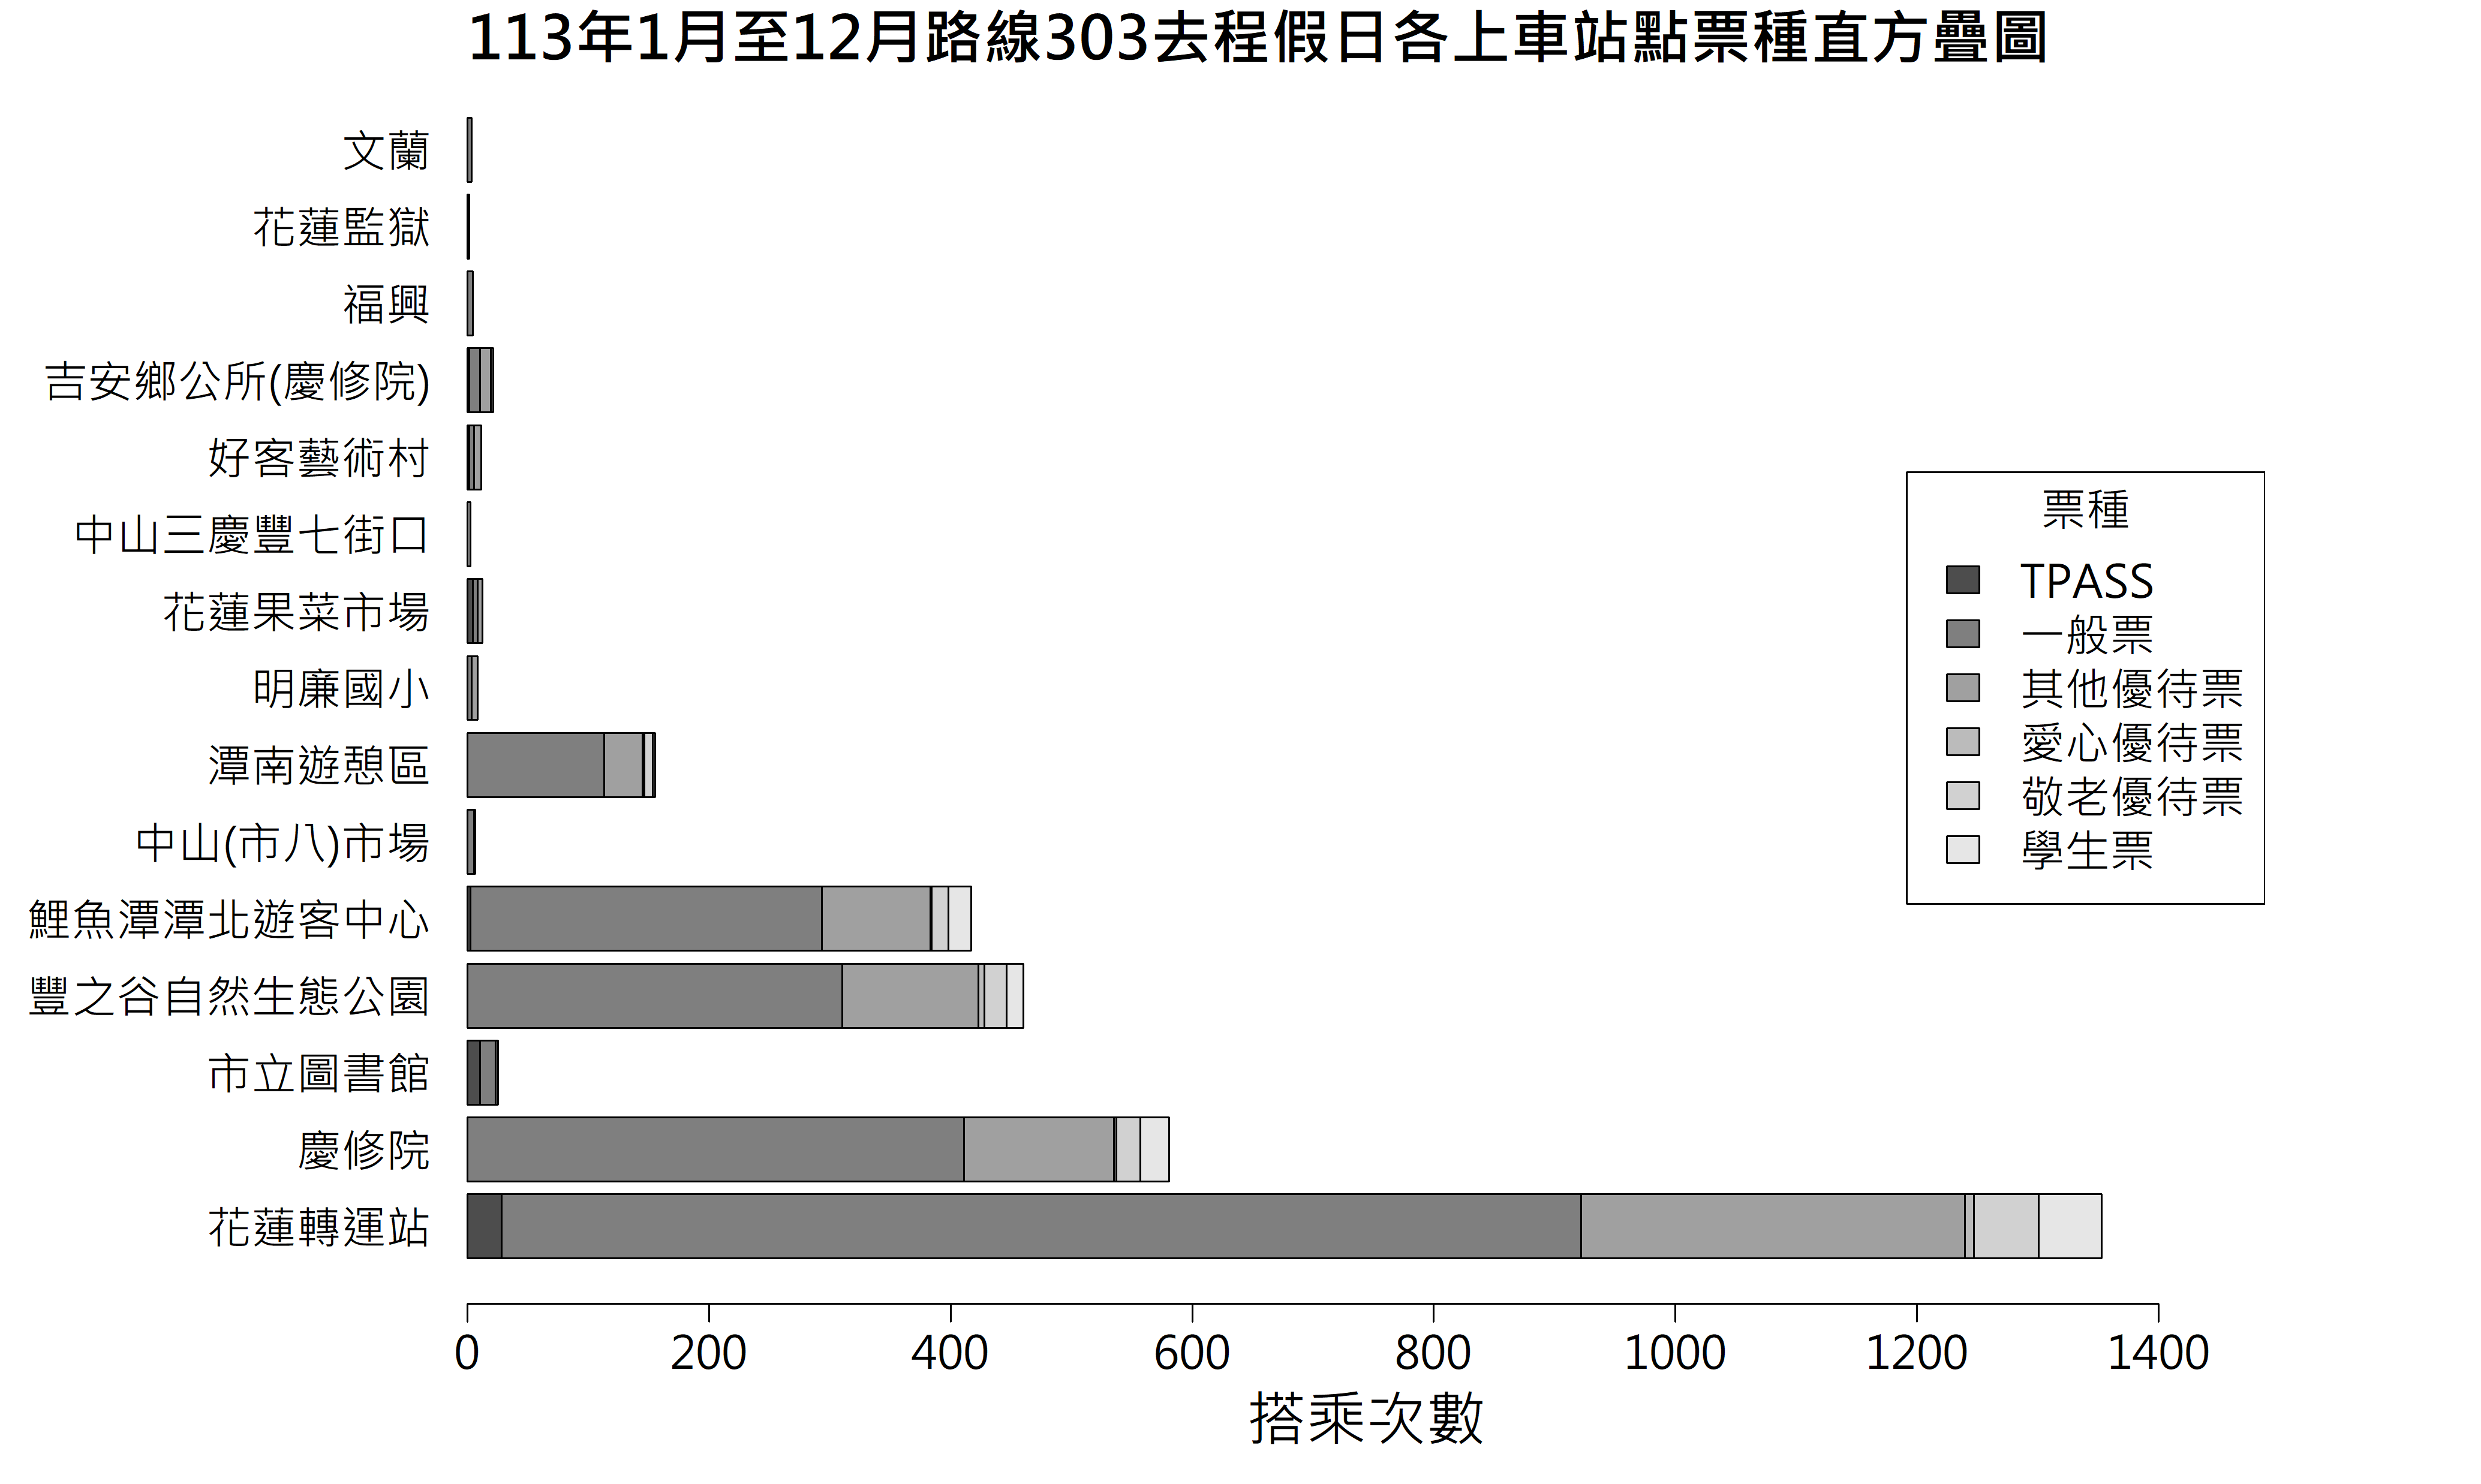 113年1月至12月路線303去程假日各上車站點票種直方疊圖
文蘭
花蓮監獄
福興
吉安鄉公所(慶修院)
好客藝術村
中山三慶豐七街口
花蓮果菜市場
明廉國小
潭南遊憩區
中山(市八)市場
鯉魚潭潭北遊客中心
豐之谷自然生態公園
市立圖書館
慶修院
花蓮轉運站
票種
TPASS
一般票
其他優待票
愛心優待票
敬老優待票
學生票
0 200 400 600 800 1000 1200 1400
搭乘次數